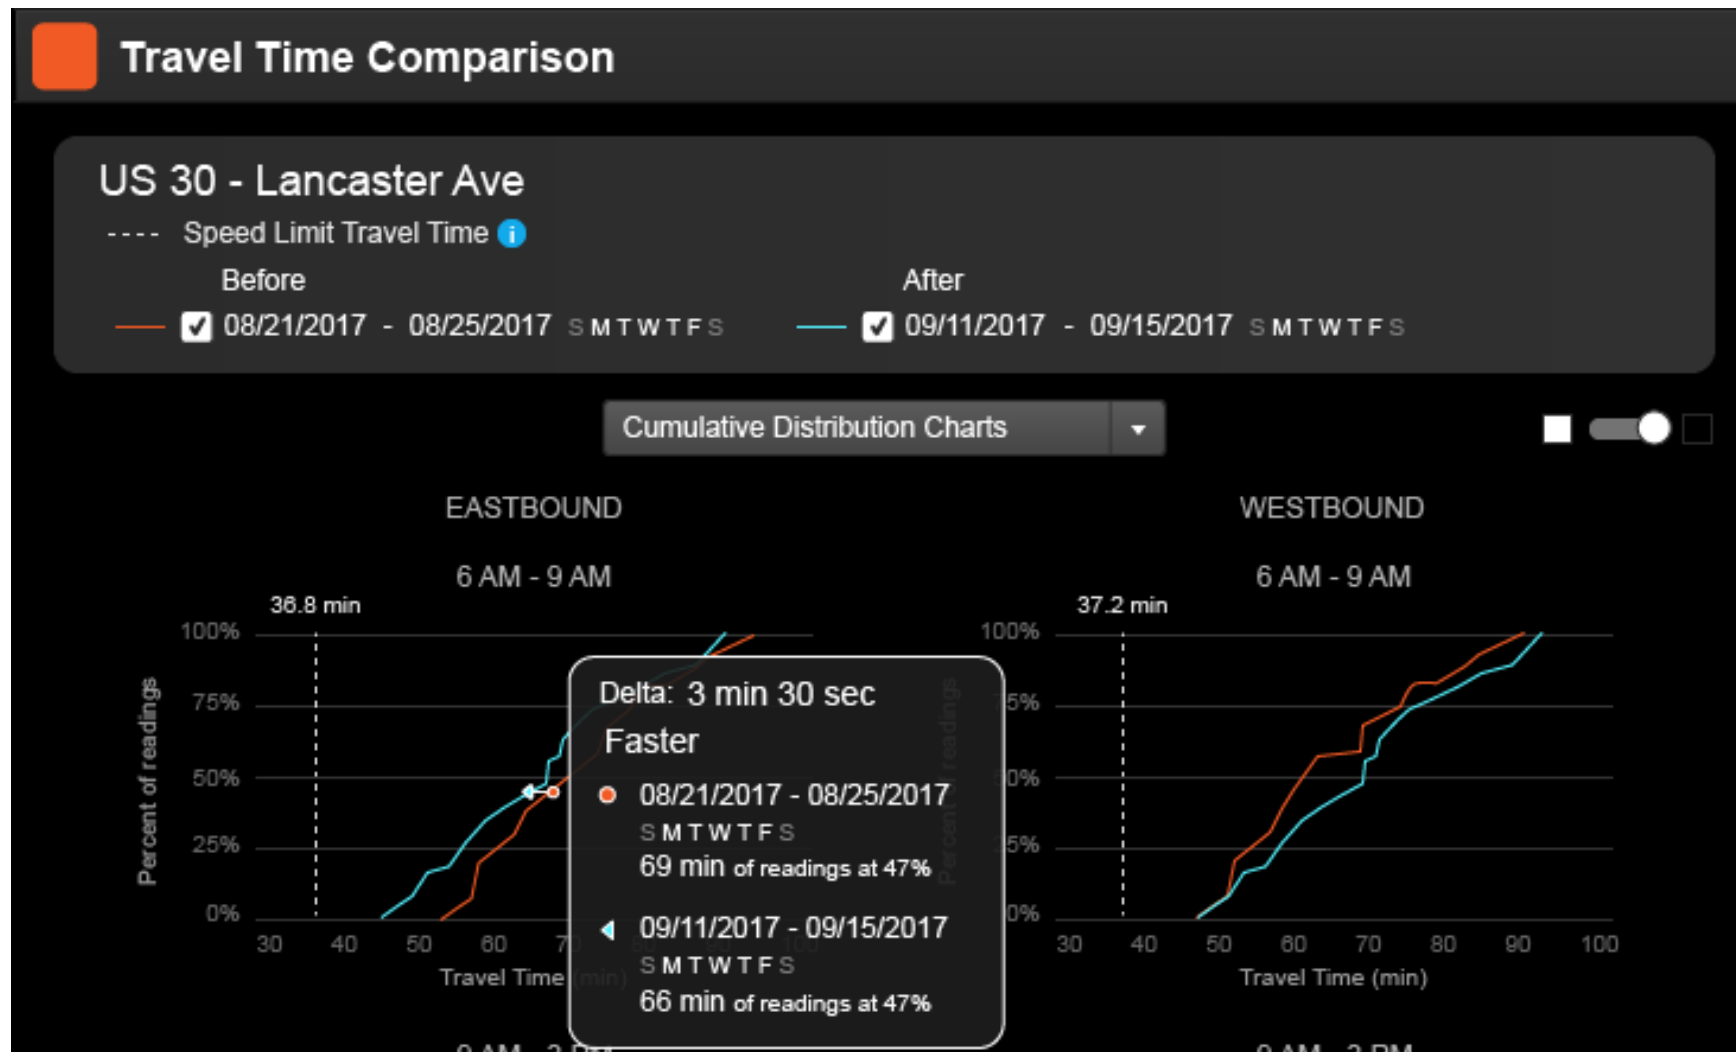 Travel Time Comparison
US 30 - Lancaster Ave
---- Speed Limit Travel Time i
Before After
08/21/2017 - 08/25/2017 S M T W T F S 09/11/2017 - 09/15/2017 S M T W T F S
Cumulative Distribution Charts
EASTBOUND WESTBOUND
6 AM - 9 AM 6 AM - 9 AM
36.8 min 37.2 min
Percent of readings
100%
75%
50%
25%
0%
30 40 50 60
Travel Time (min)
Delta: 3 min 30 sec
Faster
08/21/2017 - 08/25/2017
S M T W T F S
69 min of readings at 47%
09/11/2017 - 09/15/2017
S M T W T F S
66 min of readings at 47%
Percent of readings
100%
30 40 50 60 70 80 90 100
Travel Time (min)